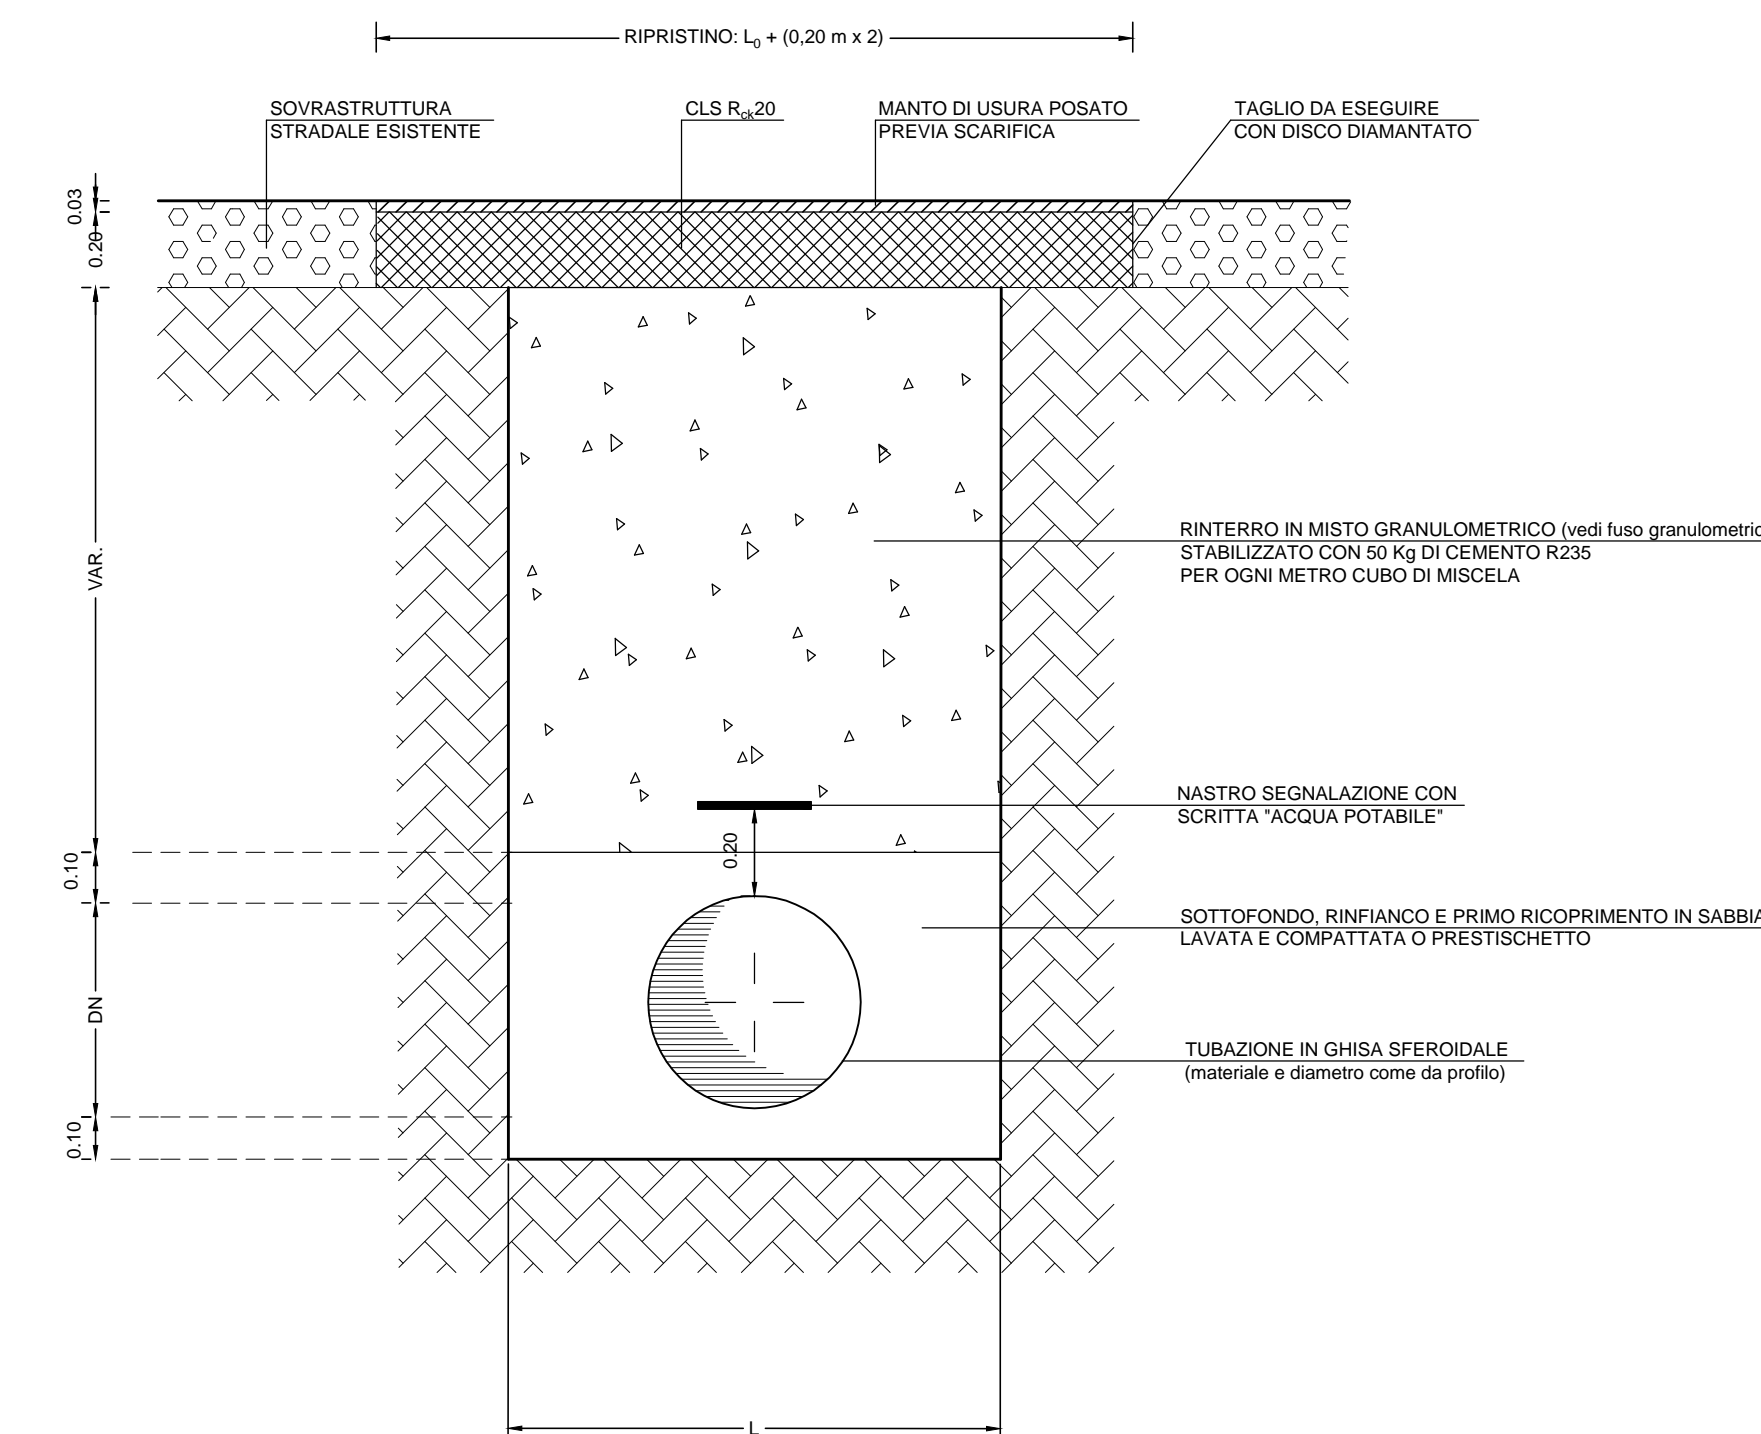 RIPRISTINO: L0 + (0,20 m x 2)
SOVRASTRUTTURA
STRADALE ESISTENTE
CLS Rck20
MANTO DI USURA POSATO
PREVIA SCARIFICA
TAGLIO DA ESEGUIRE
CON DISCO DIAMANTATO
0.03
0.20
VAR.
RINTERRO IN MISTO GRANULOMETRICO (vedi fuso granulometric
STABILIZZATO CON 50 Kg DI CEMENTO R235
PER OGNI METRO CUBO DI MISCELA
NASTRO SEGNALAZIONE CON
SCRITTA "ACQUA POTABILE"
0.20
0.10
SOTTOFONDO, RINFIANCO E PRIMO RICOPRIMENTO IN SABBIA
LAVATA E COMPATTATA O PRESTISCHETTO
DN
TUBAZIONE IN GHISA SFEROIDALE
(materiale e diametro come da profilo)
0.10
L